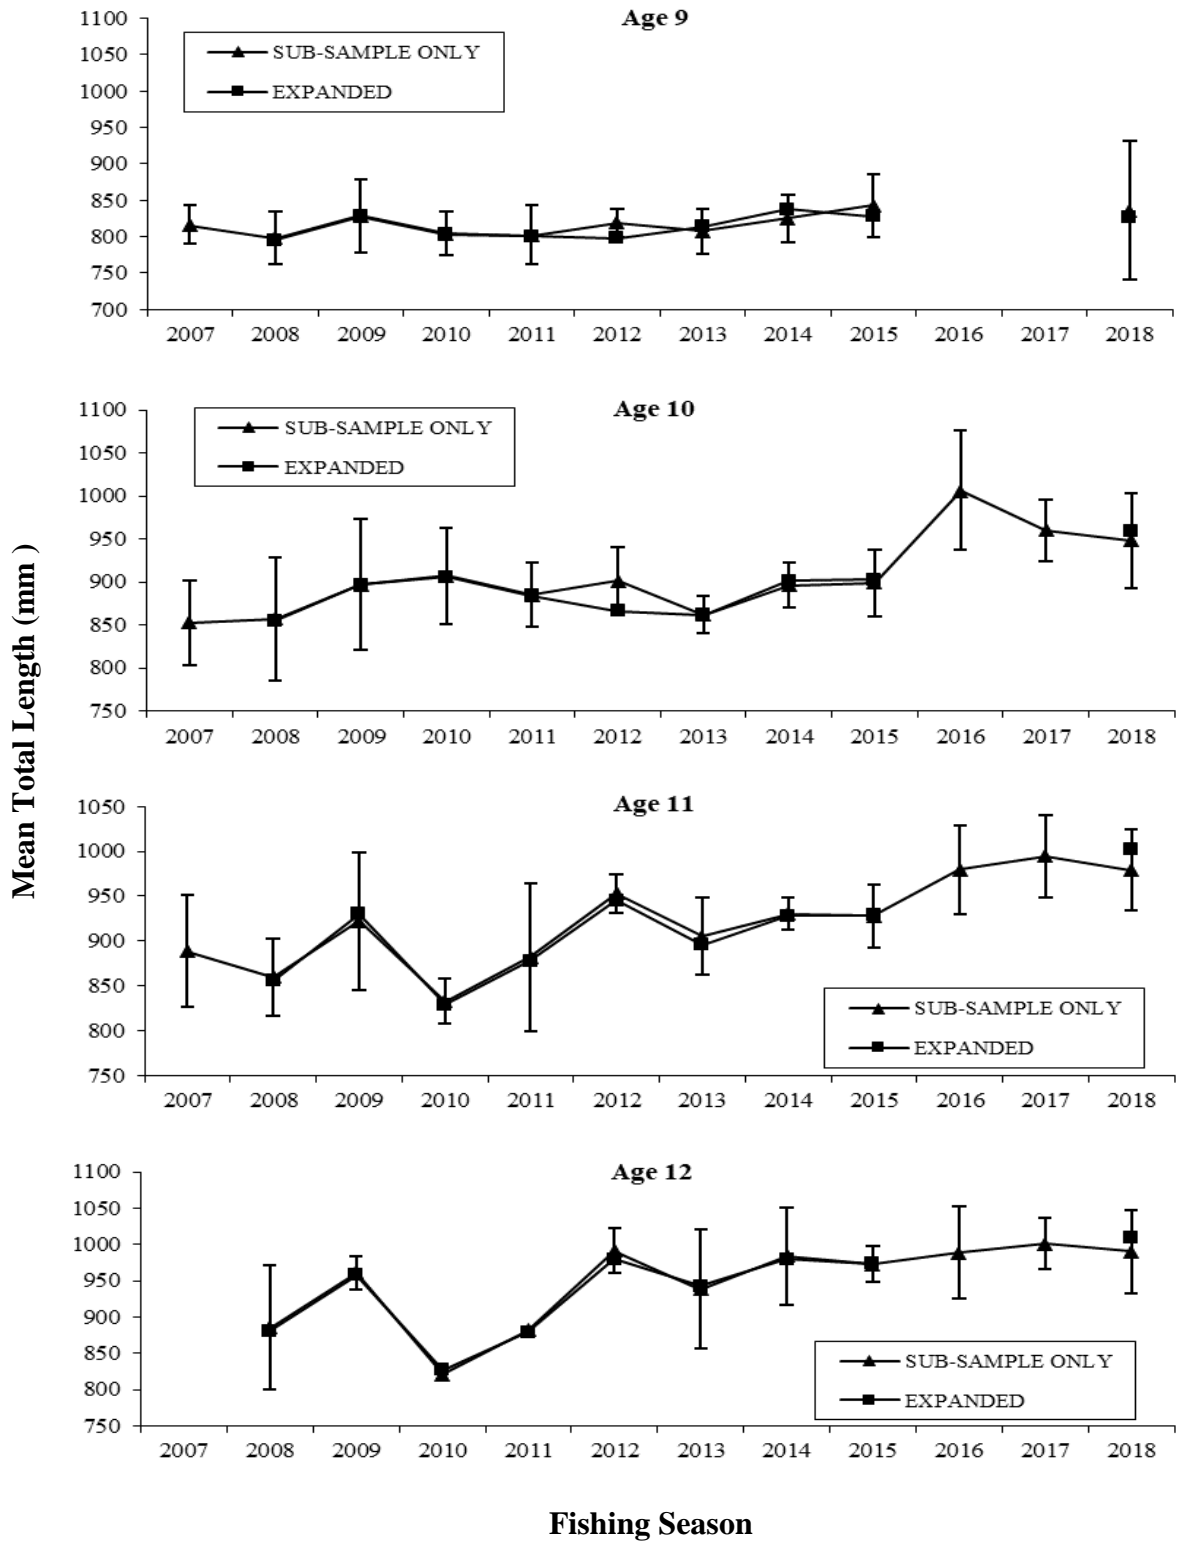 Age 9
1100
1050
1000
950
900
850
800
750
700
SUB-SAMPLE ONLY
EXPANDED
2007 2008 2009 2010 2011 2012 2013 2014 2015 2016 2017 2018
Age 10
1100
1050
1000
950
900
850
800
750
SUB-SAMPLE ONLY
EXPANDED
2007 2008 2009 2010 2011 2012 2013 2014 2015 2016 2017 2018
Mean Total Length (mm )
Age 11
1050
1000
950
900
850
800
750
SUB-SAMPLE ONLY
EXPANDED
2007 2008 2009 2010 2011 2012 2013 2014 2015 2016 2017 2018
Age 12
1100
1050
1000
950
900
850
800
750
SUB-SAMPLE ONLY
EXPANDED
2007 2008 2009 2010 2011 2012 2013 2014 2015 2016 2017 2018
Fishing Season